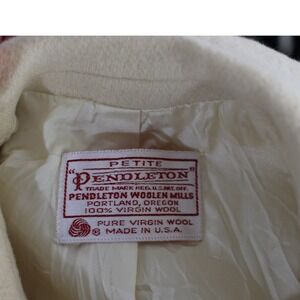 PETITE
"PENDLETON"
TRADE MARK REG. U.S. PAT. OFF.
PENDLETON WOOLEN MILLS
PORTLAND, OREGON
100% VIRGIN WOOL
PURE VIRGIN WOOL
® MADE IN U.S.A.